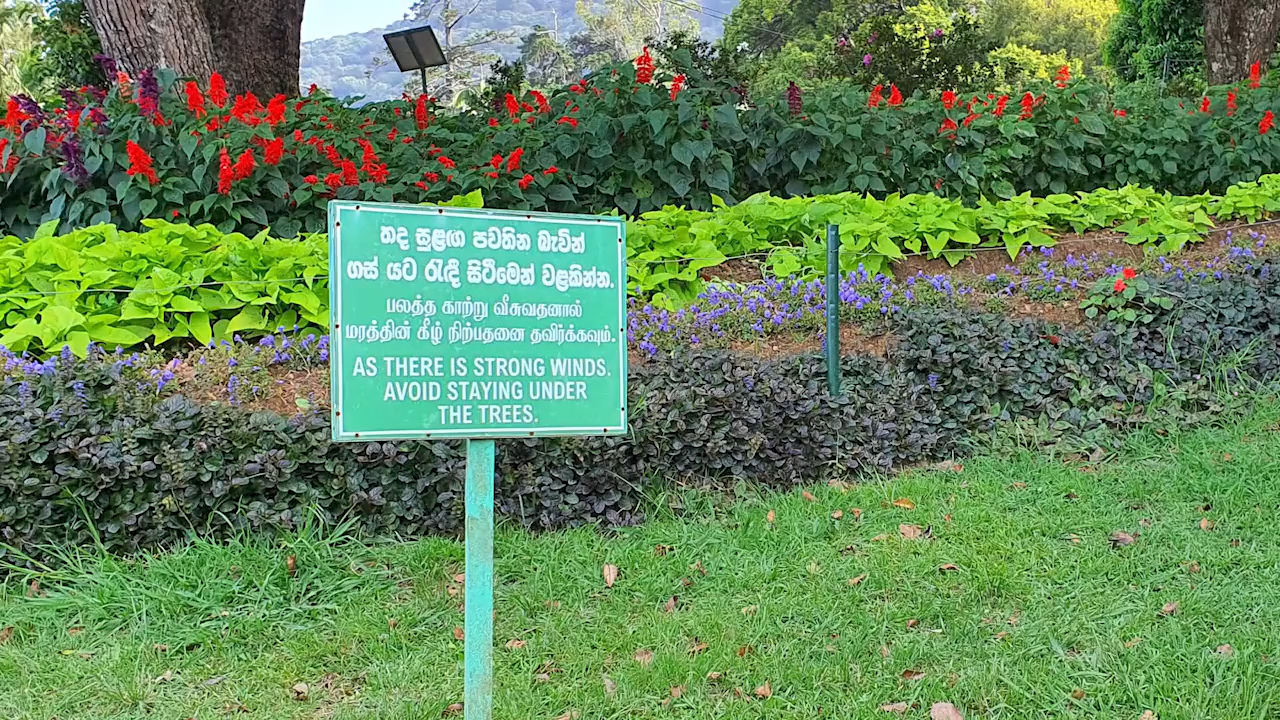 තද සුළඟ පවතින බැවින්
ගස් යට රැඳී සිටීමෙන් වළකින්න.
பலத்த காற்று வீசுவதனால்
மரத்தின் கீழ் நிற்பதனை தவிர்க்கவும்.
AS THERE IS STRONG WINDS.
AVOID STAYING UNDER
THE TREES.